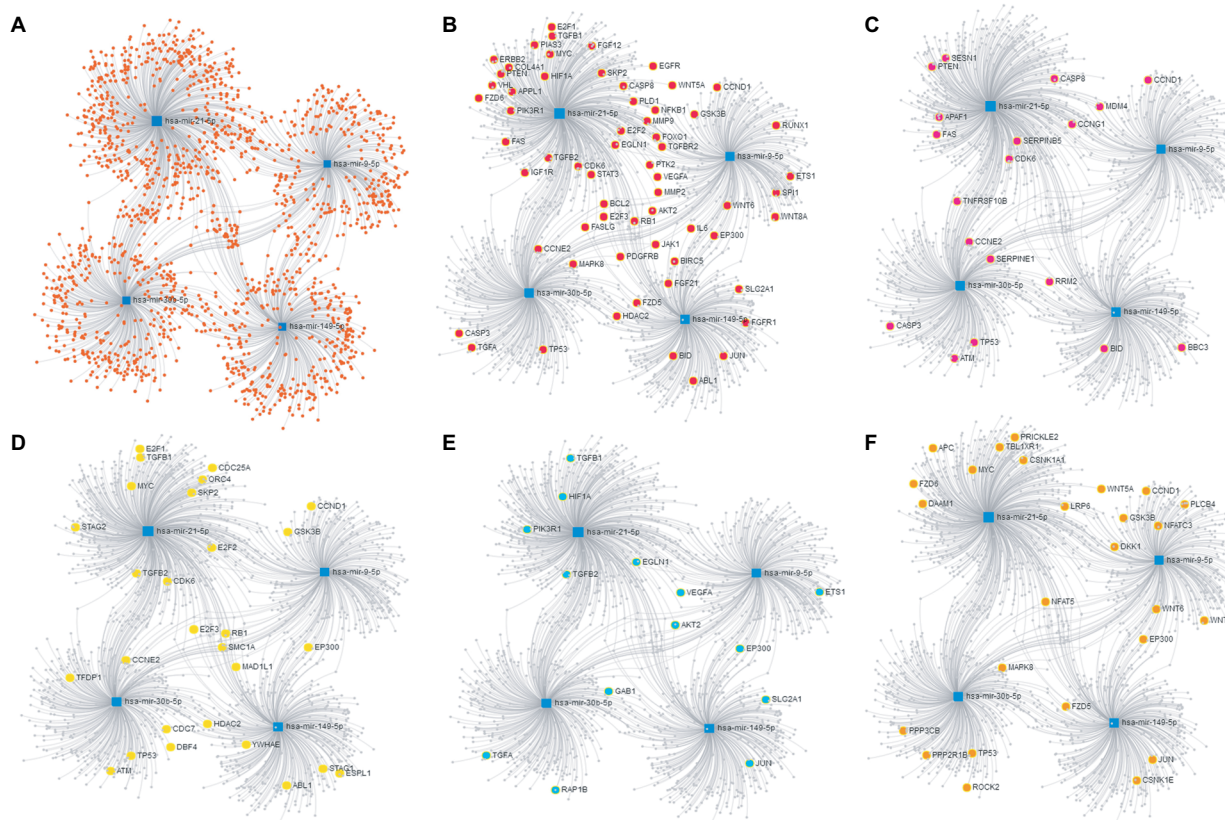 A
hsa-mir-21-5p
hsa-mir-9-5p
hsa-mir-30b-5p
hsa-mir-149-5p
B
E2F1
TGFB1
PIAS3
FGF12
MYC
ERBB2
COL4A1
PTEN
HIF1A
SKP2
EGFR
VHL
APPL1
CASP8
WNT5A
CCND1
FZD6
PLD1
PIK3R1
hsa-mir-21-5p
NFKB1
GSK3B
MMP9
RUNX1
E2F2
FOXO1
FAS
EGLN1
TGFBR2
TGFB2
hsa-mir-9-5p
CDK6
PTK2
IGF1R
STAT3
VEGFA
ETS1
MMP2
SPI1
BCL2
WNT6
AKT2
E2F3
RB1
WNT8A
FASLG
IL6
EP300
JAK1
CCNE2
PDGFRB
MAPK8
BIRC5
FGF21
hsa-mir-30b-5p
SLC2A1
FZD5
HDAC2
hsa-mir-149-5p
FGFR1
CASP3
TGFA
TP53
BID
JUN
ABL1
C
SESN1
PTEN
CASP8
CCND1
hsa-mir-21-5p
MDM4
APAF1
CCNG1
FAS
SERPINB5
hsa-mir-9-5p
CDK6
TNFRSF10B
CCNE2
SERPINE1
hsa-mir-30b-5p
RRM2
hsa-mir-149-5p
CASP3
TP53
ATM
BID
BBC3
D
E2F1
TGFB1
CDC25A
ORC4
MYC
SKP2
CCND1
STAG2
hsa-mir-21-5p
GSK3B
E2F2
TGFB2
hsa-mir-9-5p
CDK6
E2F3
RB1
SMC1A
EP300
CCNE2
MAD1L1
TFDP1
hsa-mir-30b-5p
HDAC2
CDC7
hsa-mir-149-5p
DBF4
YWHAE
TP53
ATM
STAG1
ESPL1
ABL1
E
TGFB1
HIF1A
PIK3R1
hsa-mir-21-5p
EGLN1
TGFB2
hsa-mir-9-5p
VEGFA
ETS1
AKT2
EP300
GAB1
SLC2A1
hsa-mir-30b-5p
hsa-mir-149-5p
TGFA
JUN
RAP1B
F
PRICKLE2
APC
TBL1XR1
CSNK1A1
MYC
FZD6
WNT5A
CCND1
DAAM1
LRP6
PLCB4
hsa-mir-21-5p
GSK3B
NFATC3
DKK1
hsa-mir-9-5p
NFAT5
WNT6
WNT
EP300
MAPK8
hsa-mir-30b-5p
FZD5
hsa-mir-149-5p
PPP3CB
PPP2R1B
TP53
JUN
CSNK1E
ROCK2